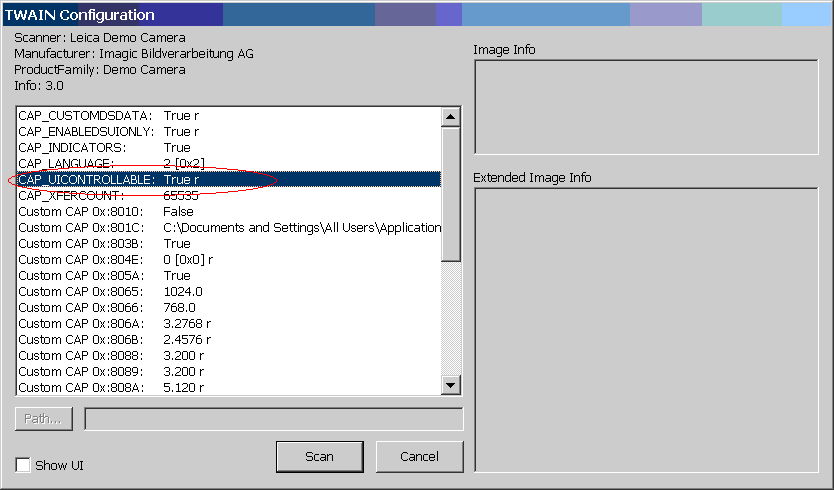 TWAIN Configuration
Scanner: Leica Demo Camera
Manufacturer: Imagic Bildverarbeitung AG
ProductFamily: Demo Camera
Info: 3.0
CAP_CUSTOMDSDATA: True r
CAP_ENABLEDSUIONLY: True r
CAP_INDICATORS: True
CAP_LANGUAGE: 2 [0x2]
CAP_UICONTROLLABLE: True r
CAP_XFERCOUNT: 65535
Custom CAP 0x:8010: False
Custom CAP 0x:801C: C:\Documents and Settings\All Users\Application
Custom CAP 0x:803B: True
Custom CAP 0x:804E: 0 [0x0] r
Custom CAP 0x:805A: True
Custom CAP 0x:8065: 1024.0
Custom CAP 0x:8066: 768.0
Custom CAP 0x:806A: 3.2768 r
Custom CAP 0x:806B: 2.4576 r
Custom CAP 0x:8088: 3.200 r
Custom CAP 0x:8089: 3.200 r
Custom CAP 0x:808A: 5.120 r
Path...
Show UI
Scan
Cancel
Image Info
Extended Image Info